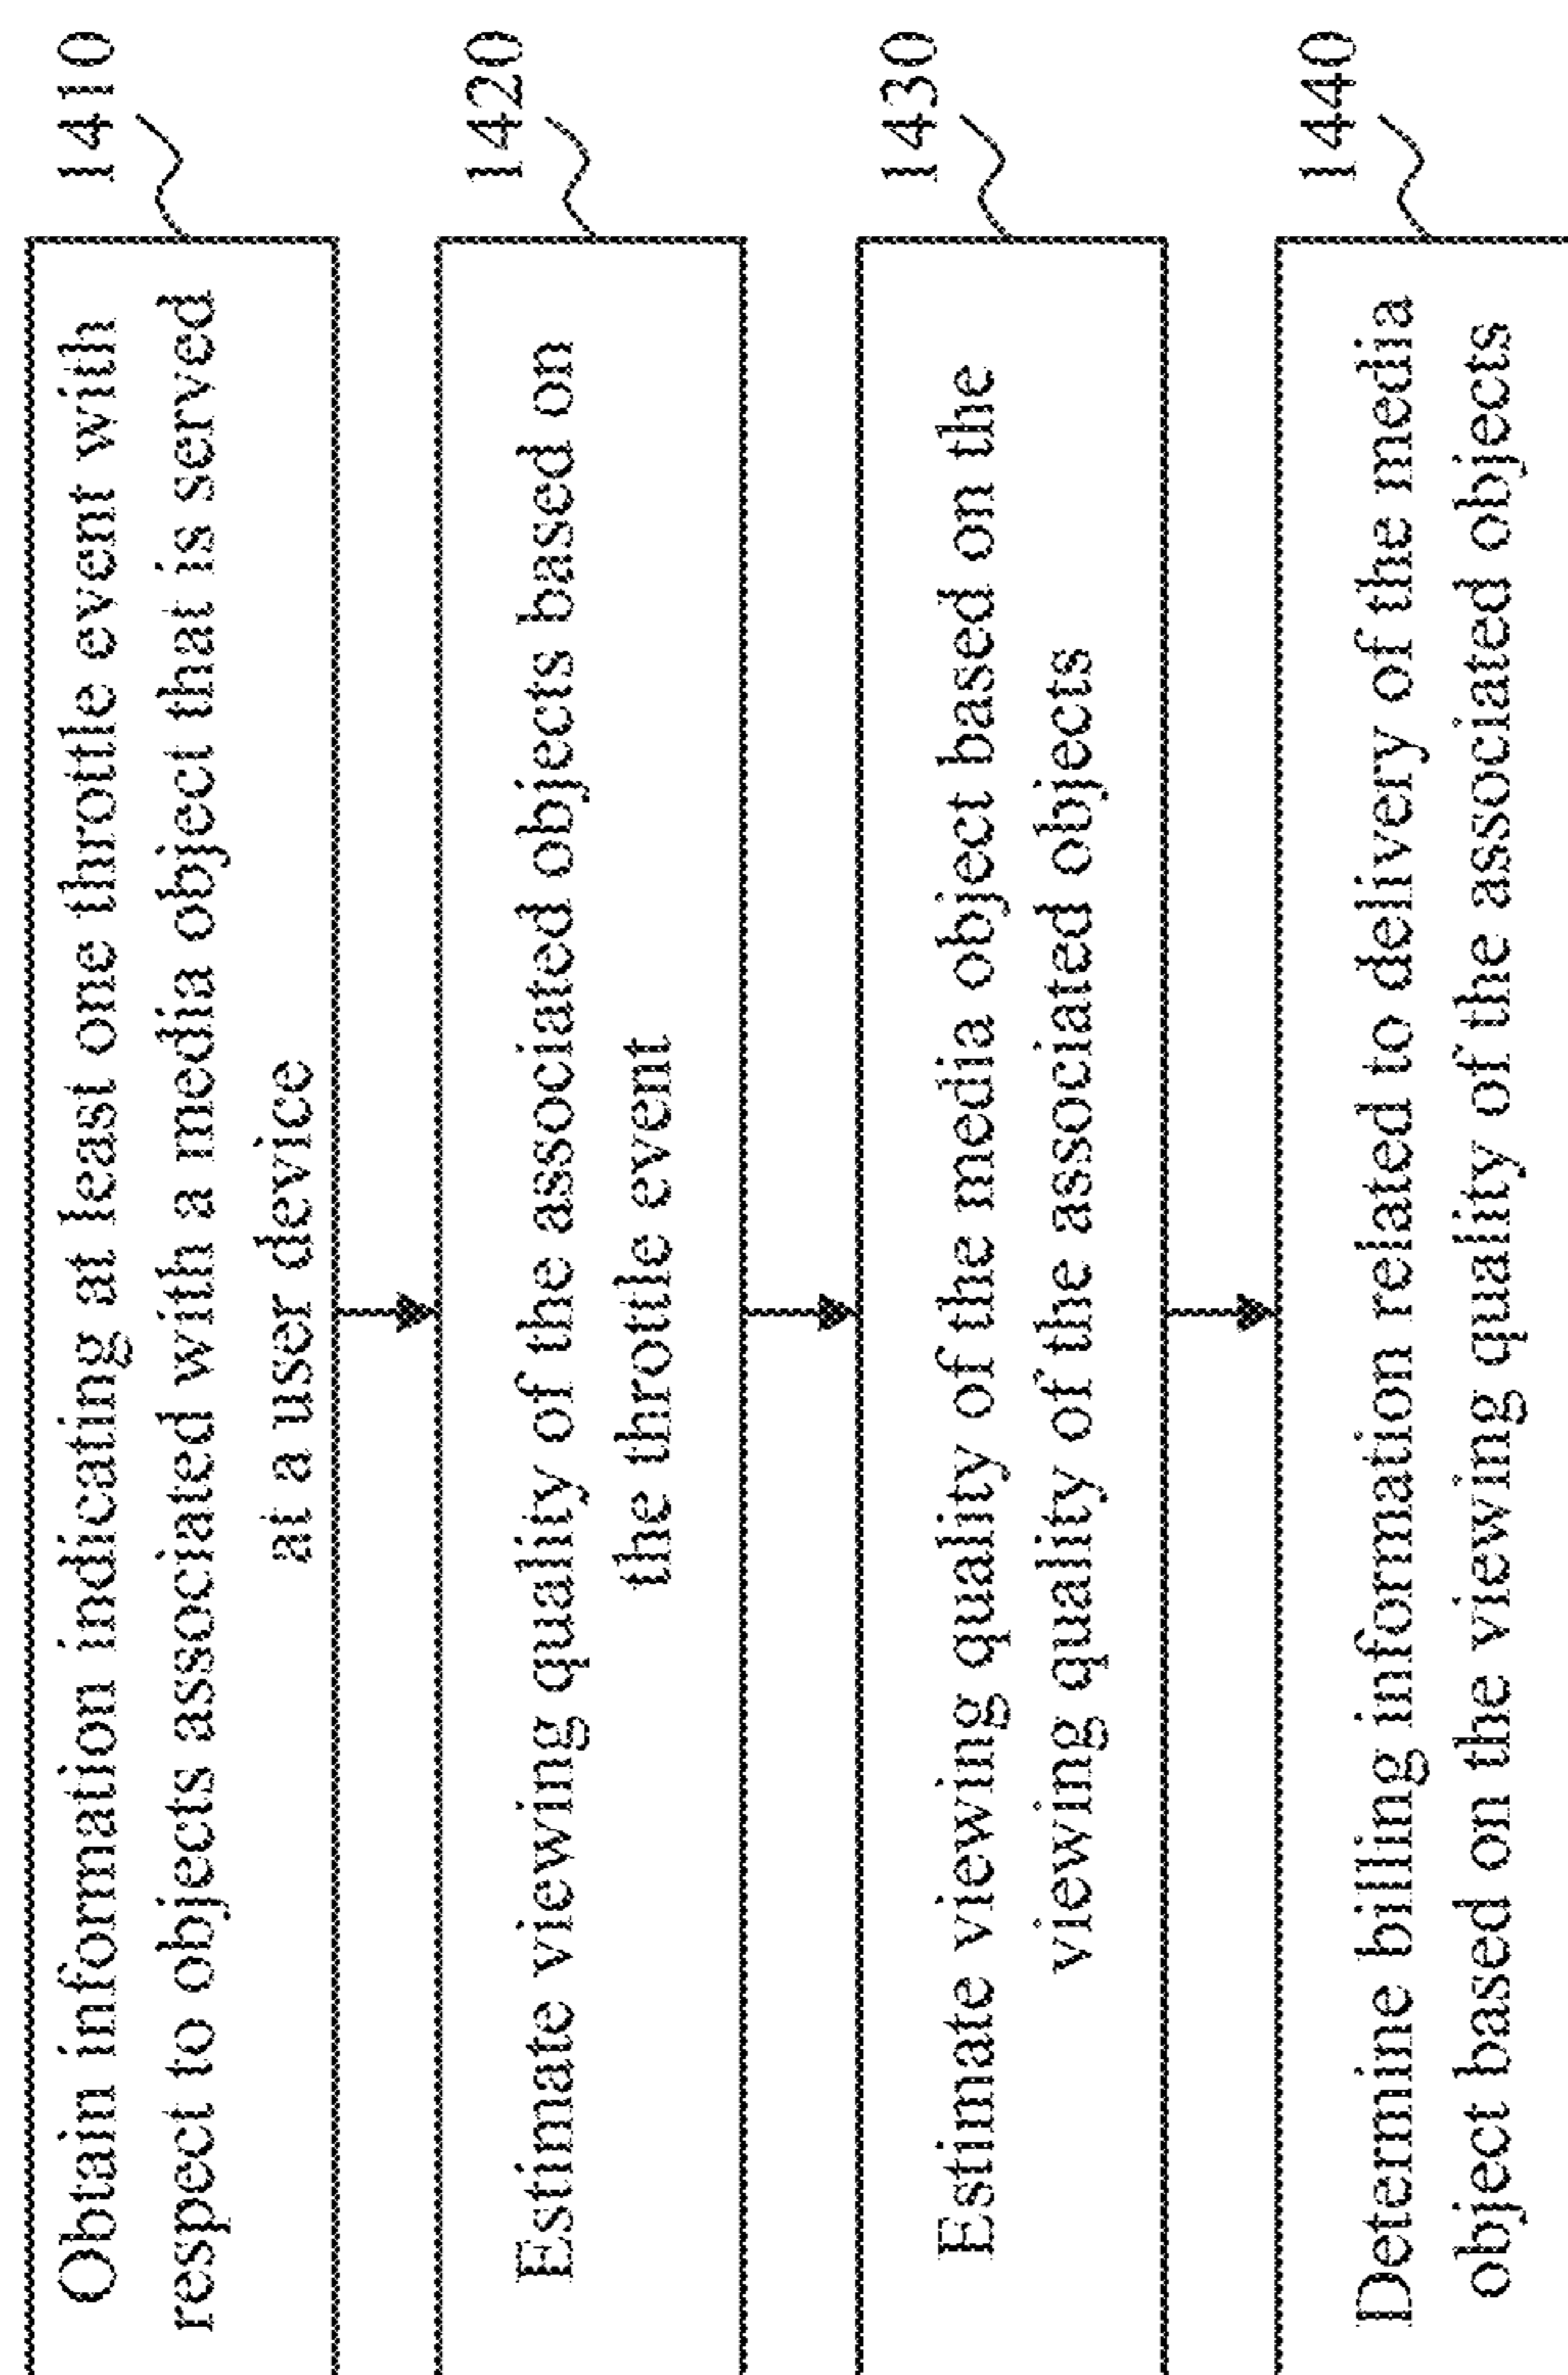 Obtain information indicating at least one throttle event with
respect to objects associated with a media object that is served
at a user device
1410
Estimate viewing quality of the associated objects based on
the throttle event
1420
Estimate viewing quality of the media object based on the
viewing quality of the associated objects
1430
Determine billing information related to delivery of the media
object based on the viewing quality of the associated objects
1440